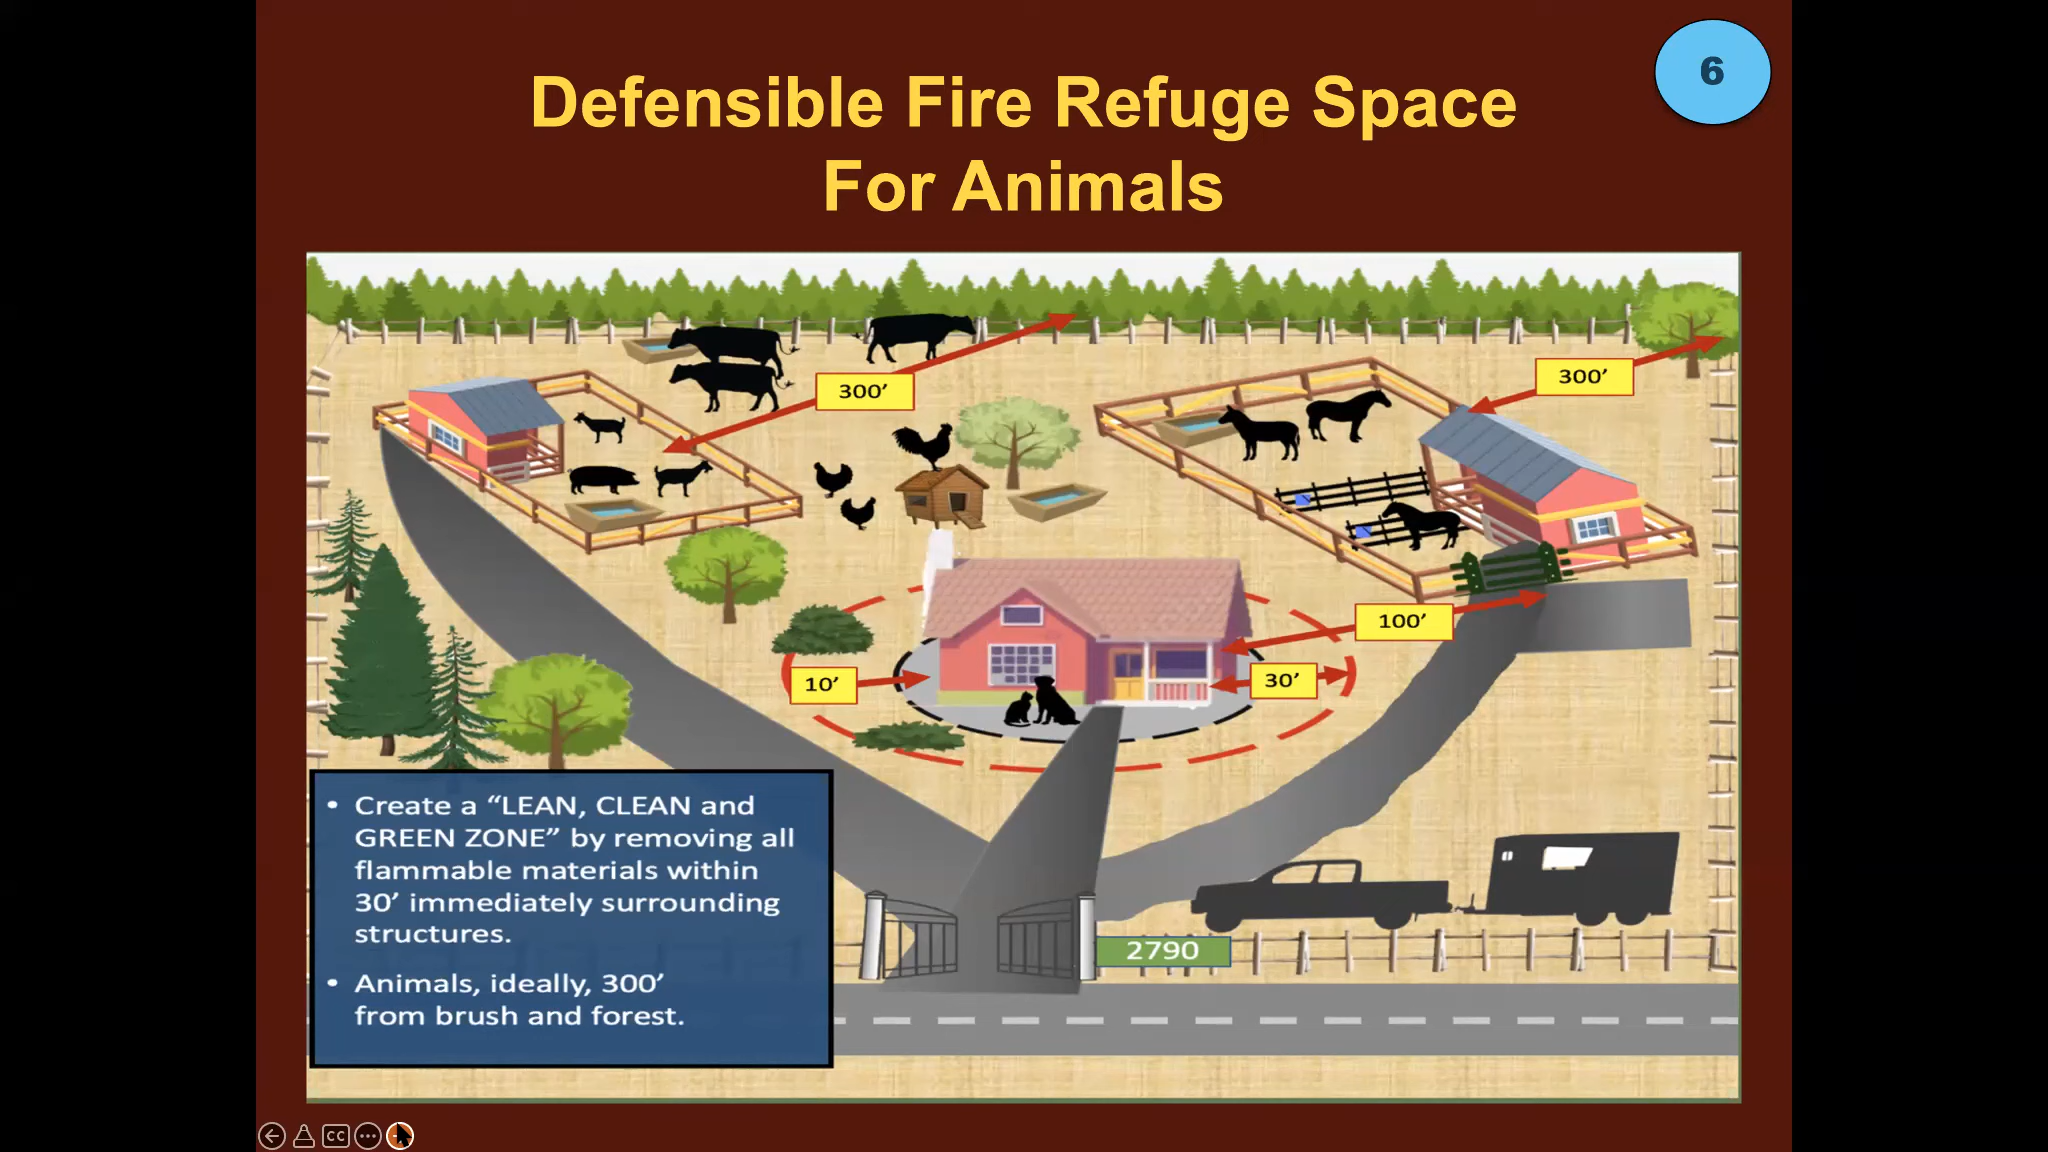 6
Defensible Fire Refuge Space
For Animals
300’
300’
100’
10’
30’
• Create a “LEAN, CLEAN and
GREEN ZONE” by removing all
flammable materials within
30’ immediately surrounding
structures.
• Animals, ideally, 300’
from brush and forest.
2790
CC